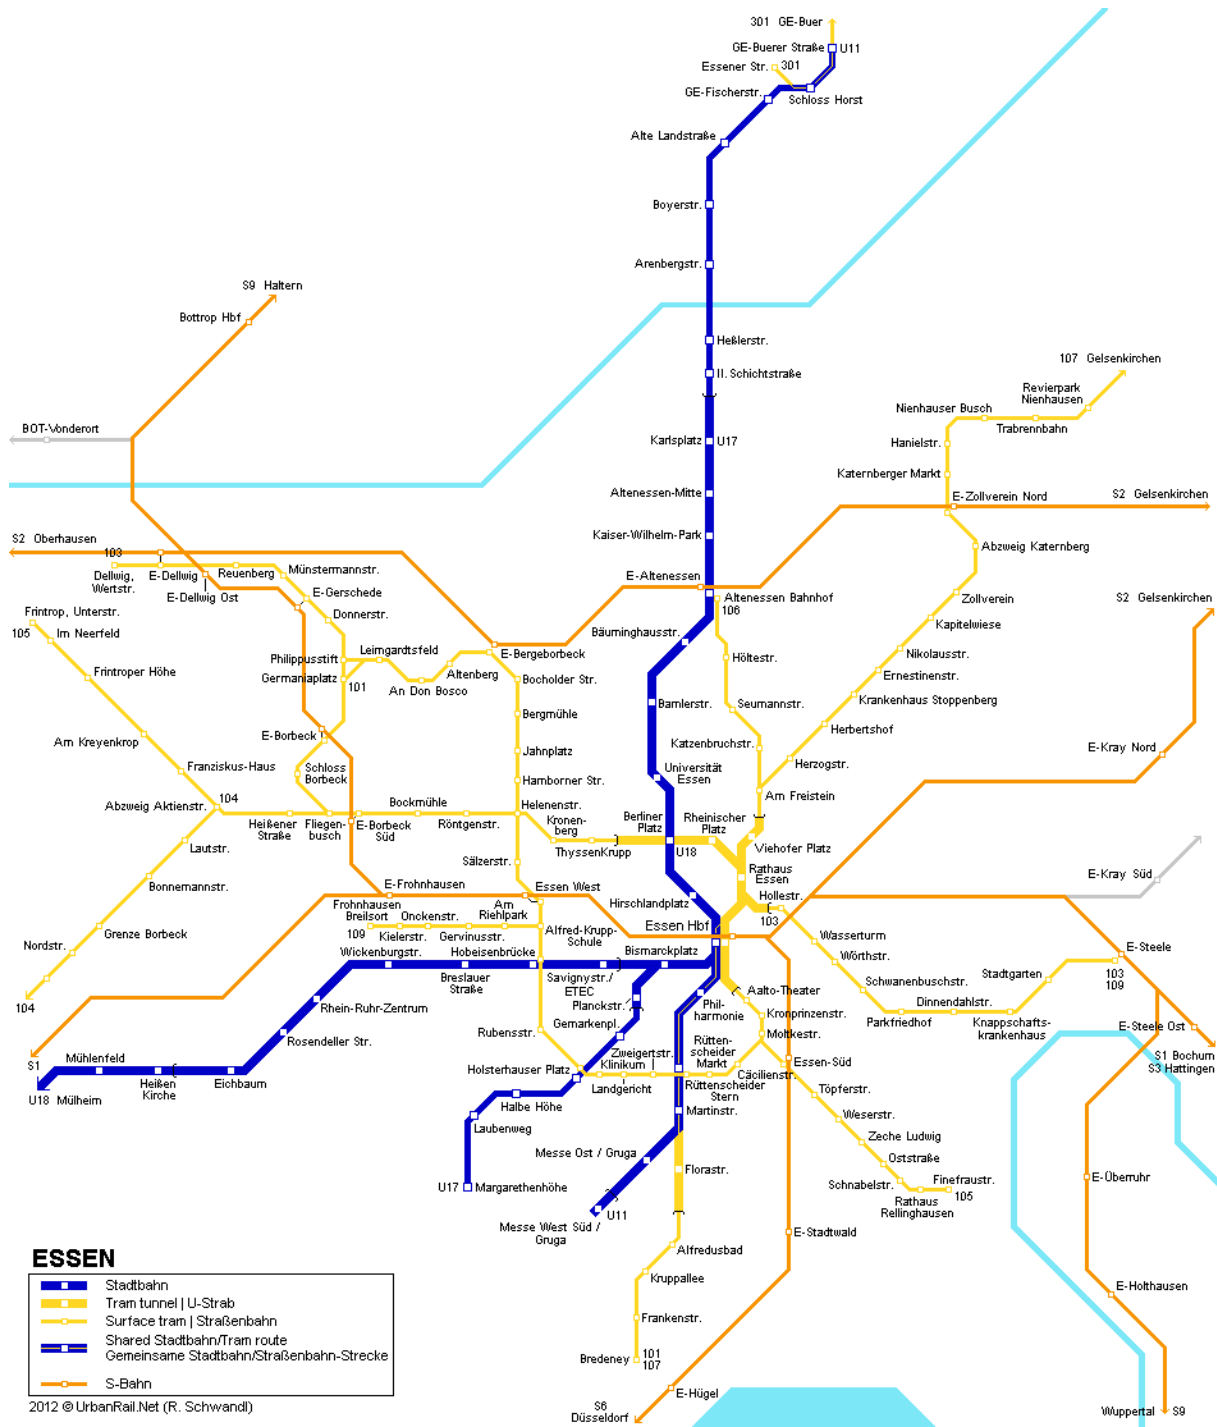 301 GE-Buer
GE-Buerer Straße
U11
Essener Str.
301
GE-Fischerstr.
Schloss Horst
Alte Landstraße
Boyerstr.
Arenbergstr.
S9 Haltern
Bottrop Hbf
Heßlerstr.
II. Schichtstraße
107 Gelsenkirchen
Revierpark
Nienhausen
Nienhauser Busch
Trabrennbahn
BOT-Vonderort
Karlsplatz
U17
Hanielstr.
Katernberger Markt
Altenessen-Mitte
E-Zollverein Nord
S2 Gelsenkirchen
Kaiser-Wilhelm-Park
S2 Oberhausen
103
Abzweig Katernberg
Dellwig,
Wertstr.
E-Dellwig
Reuenberg
Münstermannstr.
E-Dellwig Ost
E-Gerschede
E-Altenessen
Altenessen Bahnhof
106
Zollverein
S2 Gelsenkirchen
Frintrop, Unterstr.
105
Im Neerfeld
Donnerstr.
Kapitelwiese
Bäuminghausstr.
Leimgardtsfeld
E-Bergeborbeck
Höltestr.
Nikolausstr.
Philippusstift
Germaniaplatz
101
An Don Bosco
Altenberg
Bocholder Str.
Ernestinenstr.
Frintroper Höhe
Bamlerstr.
Seumannstr.
Krankenhaus Stoppenberg
Bergmühle
Herbertshof
Am Kreyenkrop
E-Borbeck
Jahnplatz
Katzenbruchstr.
Herzogstr.
E-Kray Nord
Franziskus-Haus
Schloss
Borbeck
Hamborner Str.
Universität
Essen
Am Freistein
Abzweig Aktienstr.
104
Bockmühle
Helenenstr.
Heißener
Straße
Fliegen-
busch
E-Borbeck
Süd
Röntgenstr.
Kronen-
berg
Berliner
Platz
Rheinischer
Platz
Viehofer Platz
Lautstr.
ThyssenKrupp
U18
Sälzerstr.
Rathaus
Essen
Bonnemannstr.
E-Frohnhausen
Essen West
Hirschlandplatz
Hollestr.
103
E-Kray Süd
Frohnhausen
Breilsort
109
Onckenstr.
Am
Riehlpark
Essen Hbf
Grenze Borbeck
Kielerstr.
Gervinusstr.
Alfred-Krupp-
Schule
Wasserturm
Nordstr.
Wickenburgstr.
Hobeisenbrücke
Bismarckplatz
Wörthstr.
E-Steele
Breslauer
Straße
Savignystr./
ETEC
Aalto-Theater
Schwanenbuschstr.
Stadtgarten
103
109
104
Rhein-Ruhr-Zentrum
Planckstr.
Phil-
harmonie
Kronprinzenstr.
Dinnendahlstr.
Gemarkenpl.
Parkfriedhof
Knappschafts-
krankenhaus
Rosendeller Str.
Rubensstr.
Moltkestr.
E-Steele Ost
Zweigertstr.
Klinikum
Rütten-
scheider
Markt
S1
Mühlenfeld
Essen-Süd
S1 Bochum
S3 Hattingen
Holsterhauser Platz
Landgericht
Rüttenscheider
Stern
Cäcilienstr.
U18 Mülheim
Heißen
Kirche
Eichbaum
Töpferstr.
Halbe Höhe
Martinstr.
Weserstr.
Laubenweg
Zeche Ludwig
Messe Ost / Gruga
Oststraße
Florastr.
Schnabelstr.
Finefraustr.
E-Überruhr
U17
Margarethenhöhe
Rathaus
Rellinghausen
105
U11
Messe West Süd /
Gruga
E-Stadtwald
Alfredusbad
ESSEN
Kruppallee
E-Holthausen
Stadtbahn
Tram tunnel | U-Strab
Surface tram | Straßenbahn
Frankenstr.
Shared Stadtbahn/Tram route
Gemeinsame Stadtbahn/Straßenbahn-Strecke
Bredeney
101
107
S-Bahn
E-Hügel
2012 © UrbanRail.Net (R. Schwandl)
S6
Düsseldorf
Wuppertal
S9